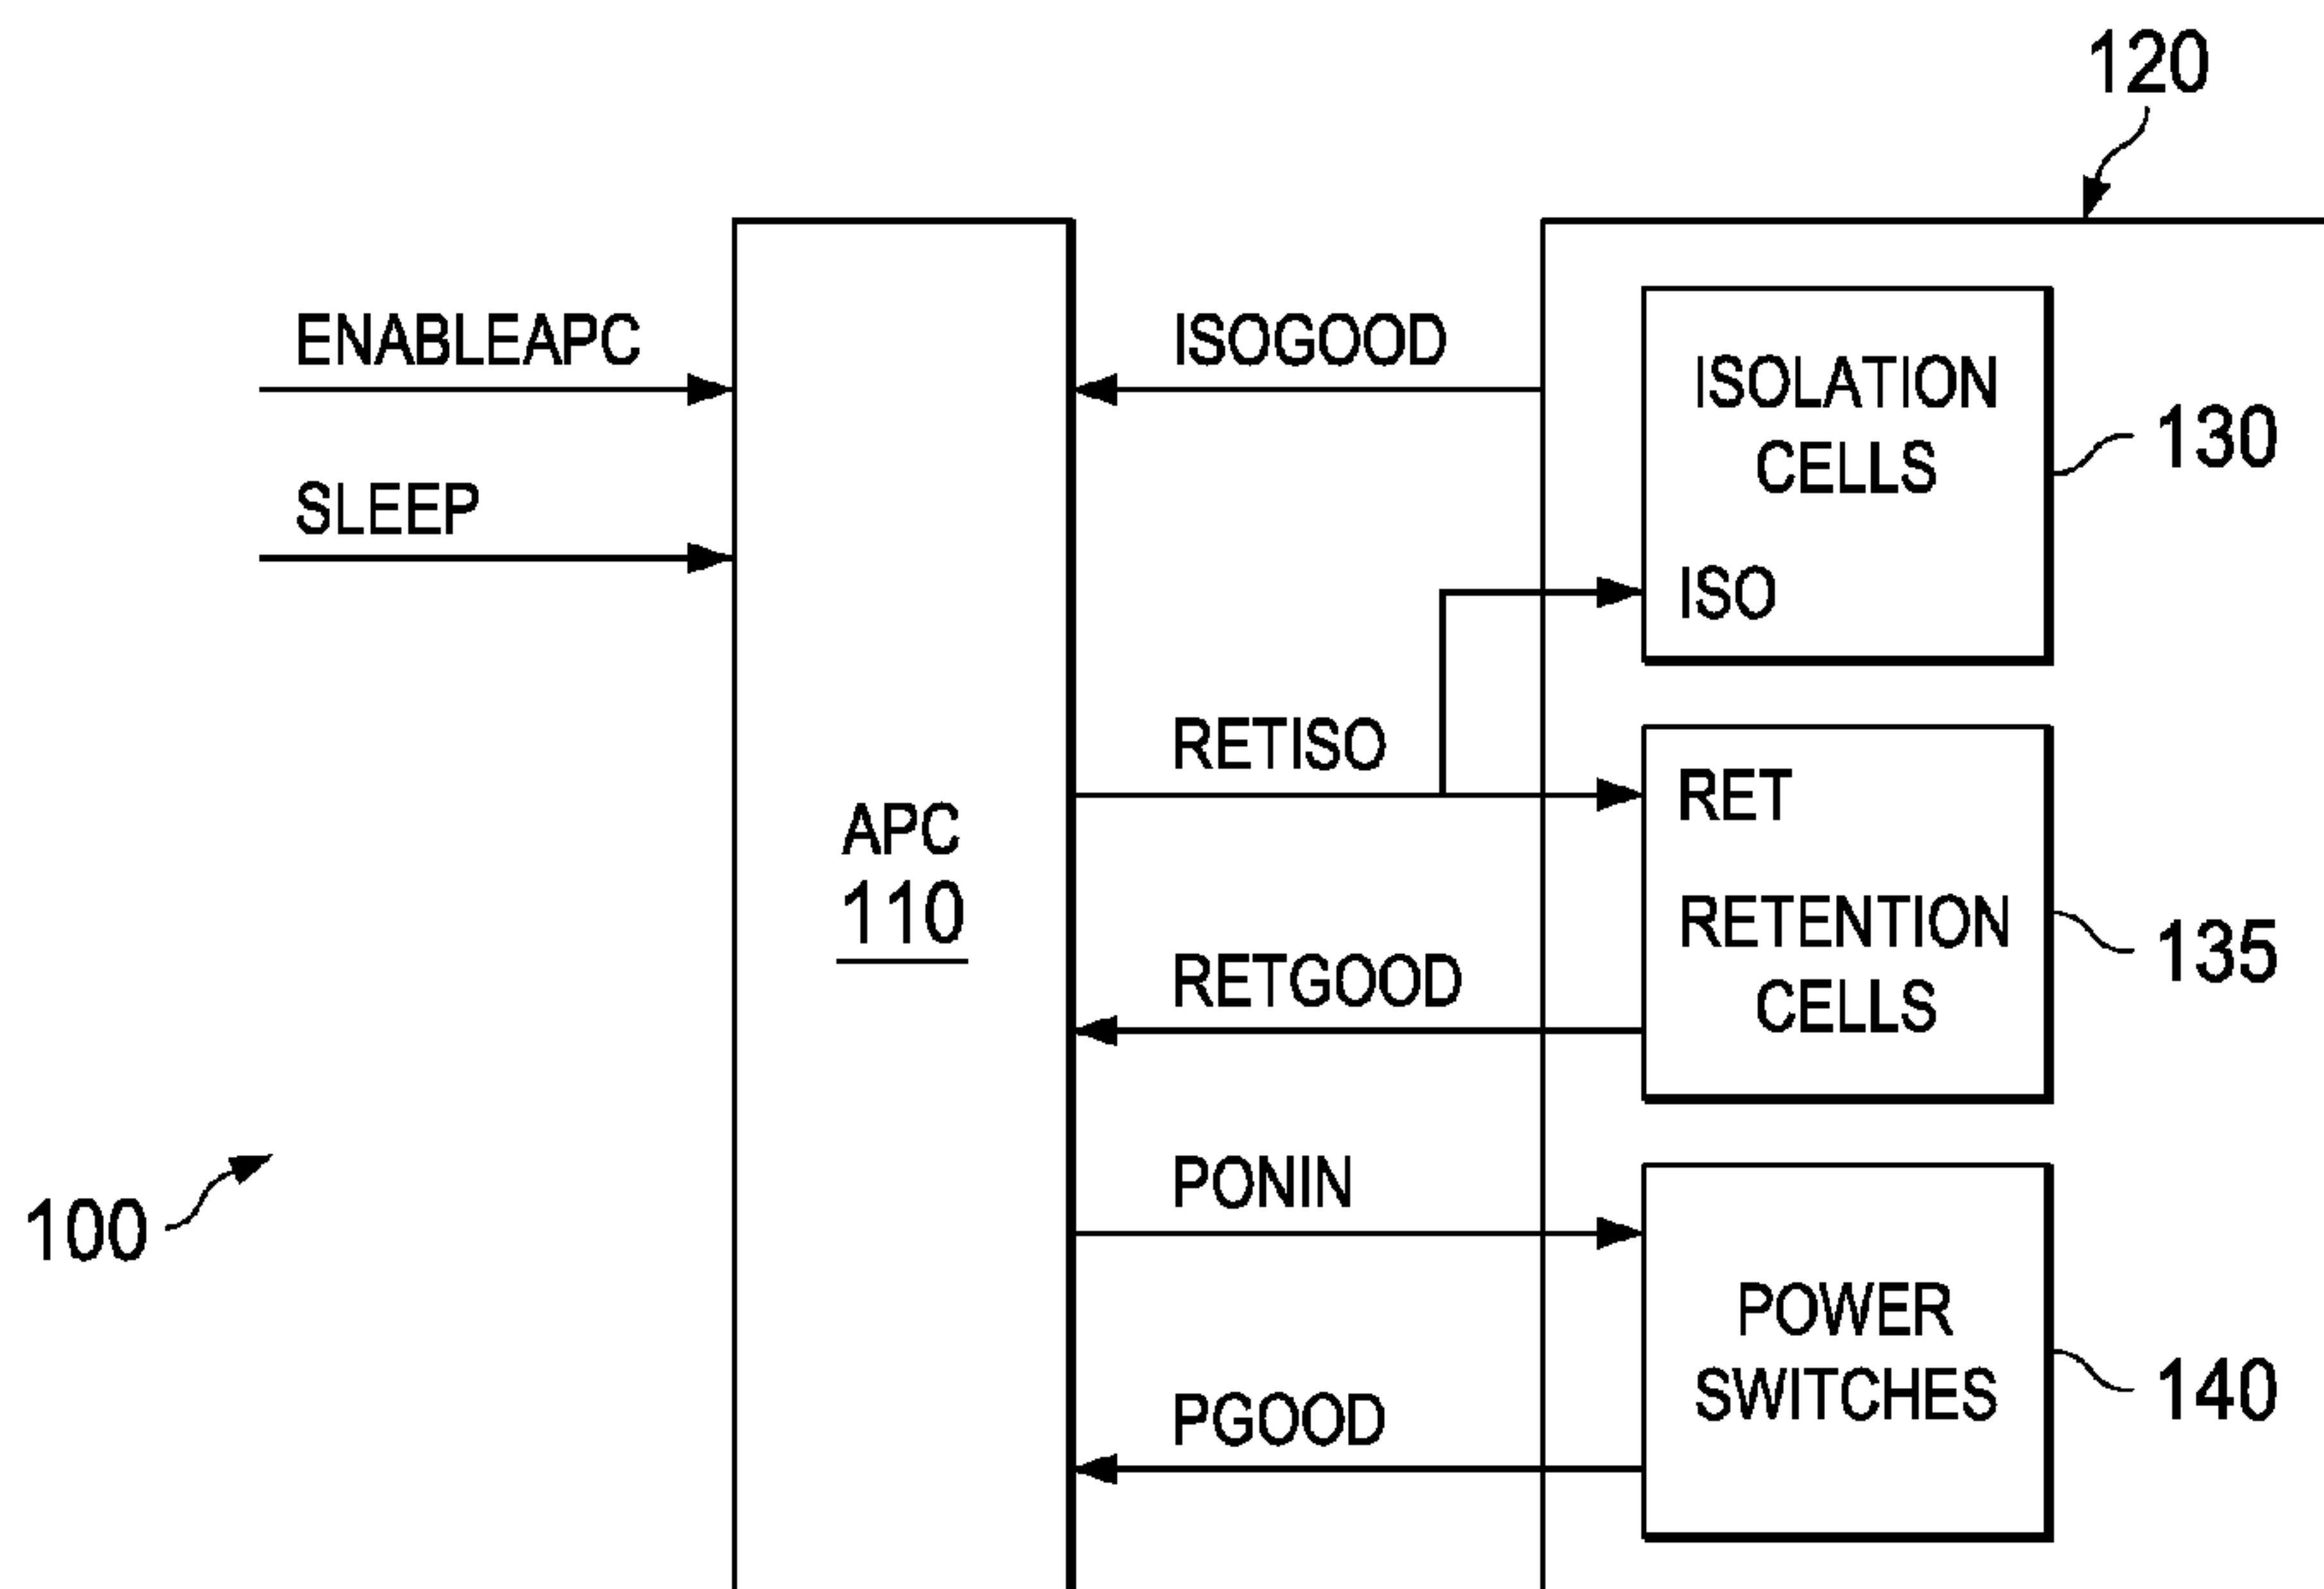 120
ENABLEAPC
ISOGOOD
ISOLATION
CELLS
130
SLEEP
ISO
RETISO
RET
APC
110
RETENTION
CELLS
135
RETGOOD
PONIN
100
POWER
SWITCHES
140
PGOOD